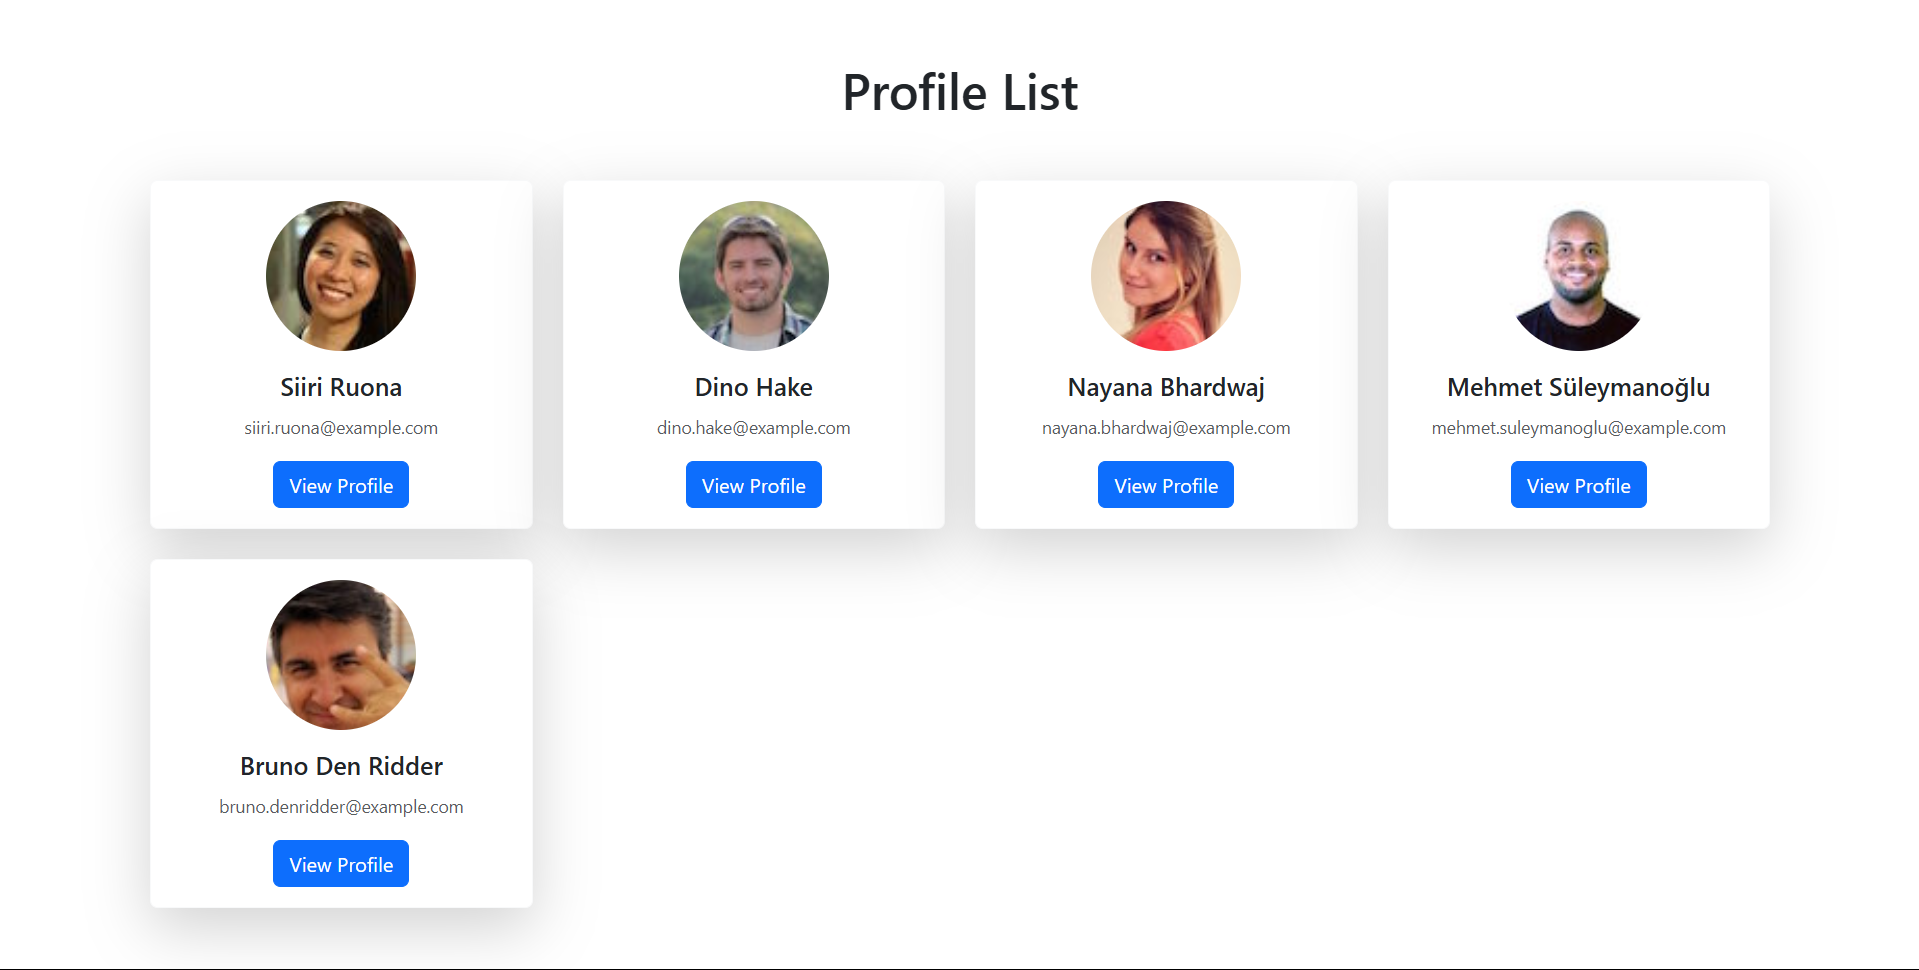 Profile List
Siiri Ruona
siiri.ruona@example.com
View Profile
Dino Hake
dino.hake@example.com
View Profile
Nayana Bhardwaj
nayana.bhardwaj@example.com
View Profile
Mehmet Süleymanoğlu
mehmet.suleymanoglu@example.com
View Profile
Bruno Den Ridder
bruno.denridder@example.com
View Profile